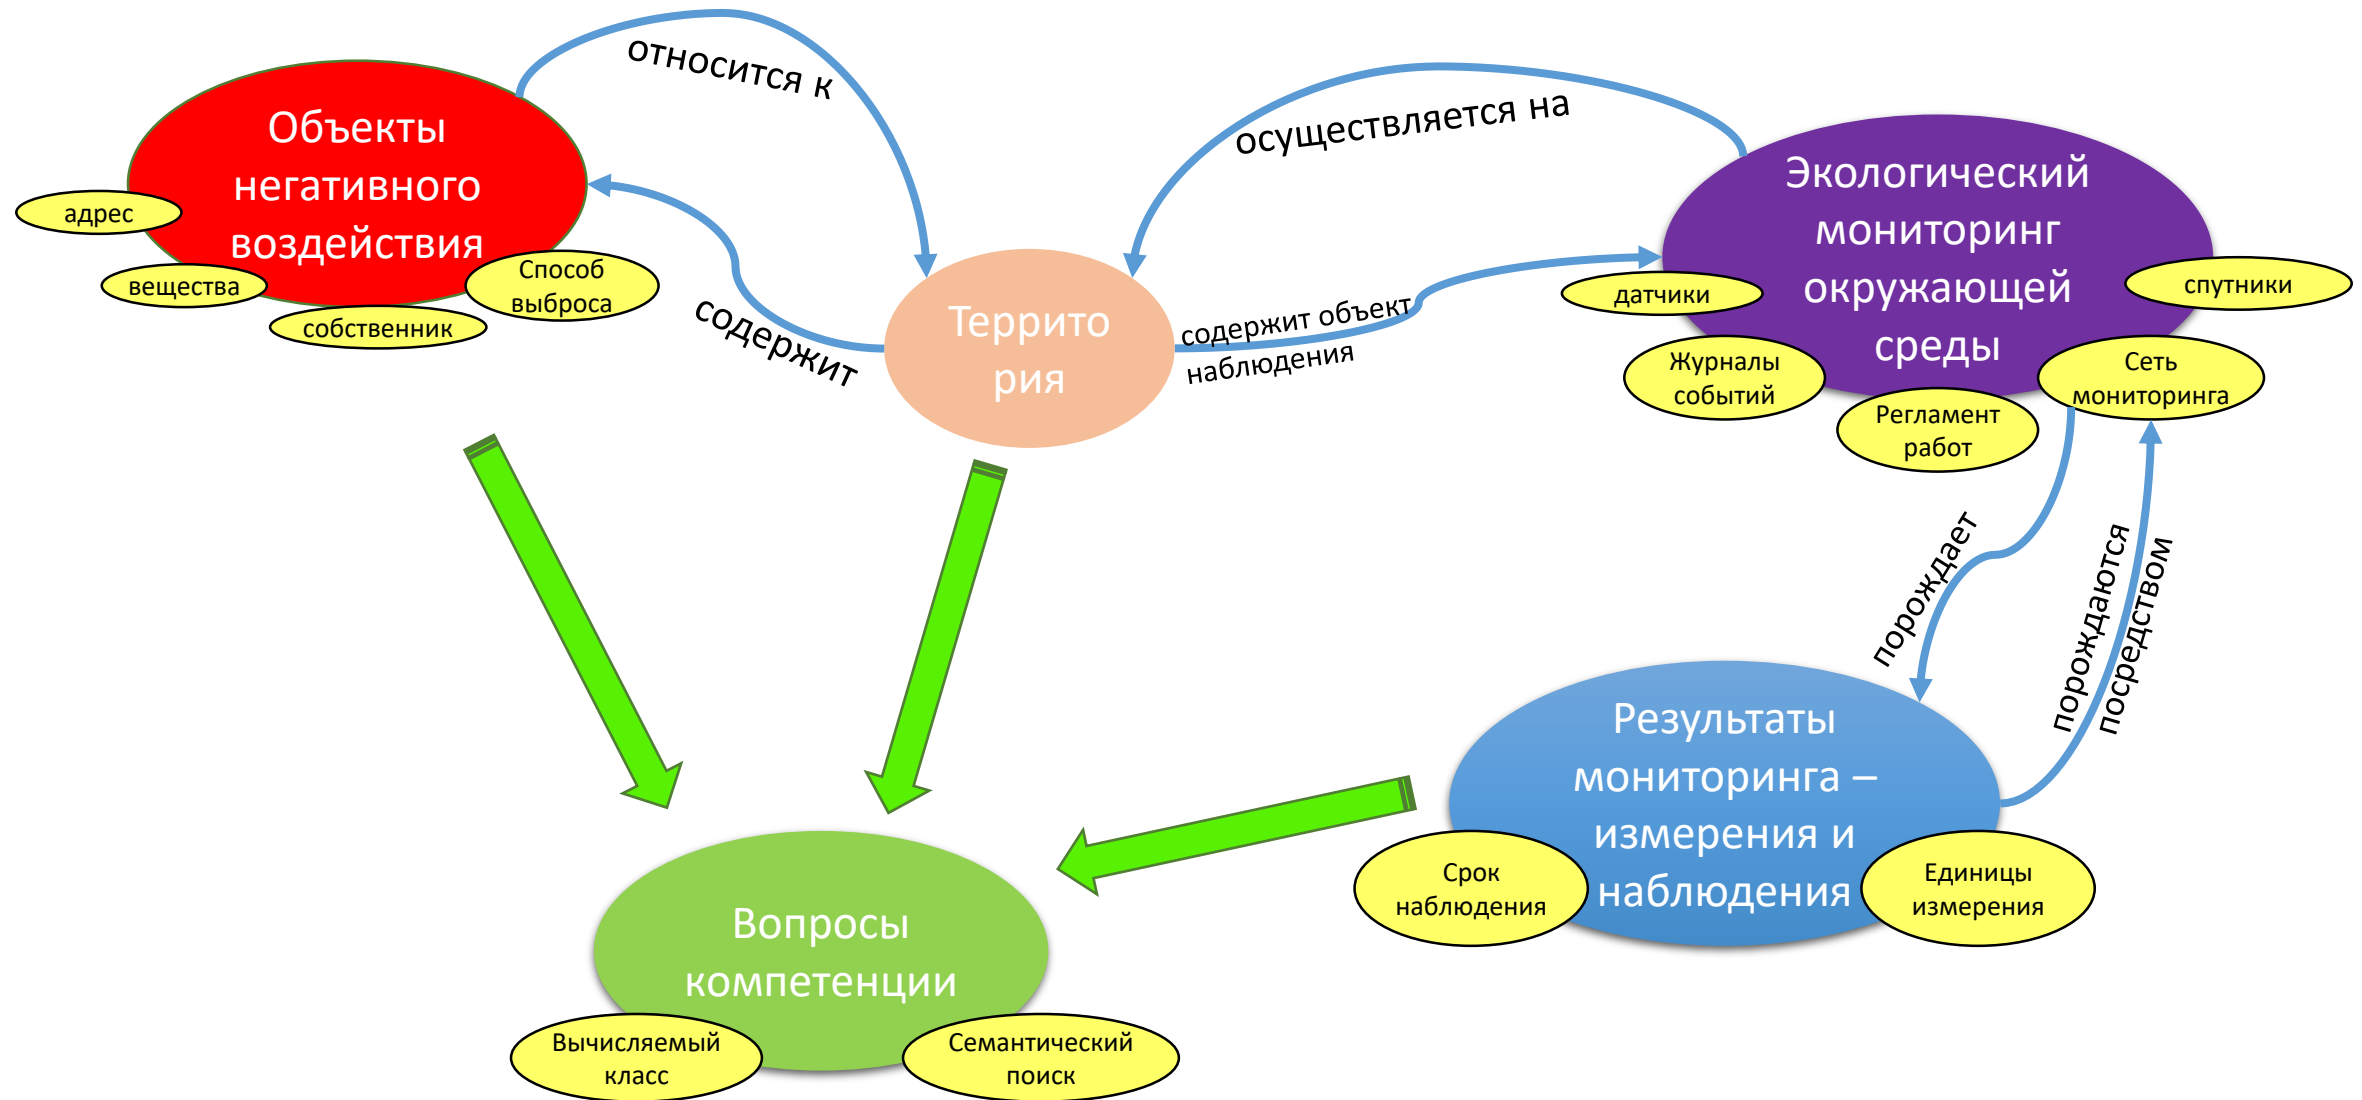 относится к
Объекты
негативного
воздействия
адрес
вещества
собственник
Способ
выброса
содержит
осуществляется на
Террито
рия
содержит объект
наблюдения
Экологический
мониторинг
окружающей
среды
датчики
спутники
Журналы
событий
Регламент
работ
Сеть
мониторинга
порождает
порождаются
посредством
Результаты
мониторинга –
измерения и
наблюдения
Срок
наблюдения
Единицы
измерения
Вопросы
компетенции
Вычисляемый
класс
Семантический
поиск